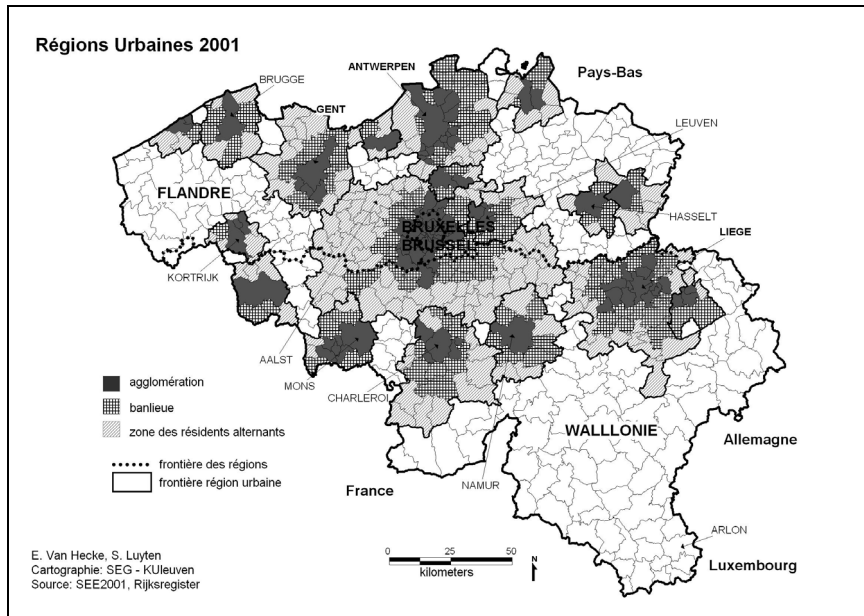 Régions Urbaines 2001
ANTWERPEN
Pays-Bas
BRUGGE
GENT
LEUVEN
FLANDRE
BRUXELLES
BRUSSEL
HASSELT
LIEGE
KORTRIJK
AALST
MONS
CHARLEROI
agglomération
banlieue
zone des résidents alternants
WALLLONIE
Allemagne
frontière des régions
frontière région urbaine
France
NAMUR
ARLON
E. Van Hecke, S. Luyten
Cartographie: SEG - KUleuven
Source: SEE2001, Rijksregister
0 25 50
kilometers
N
Luxembourg